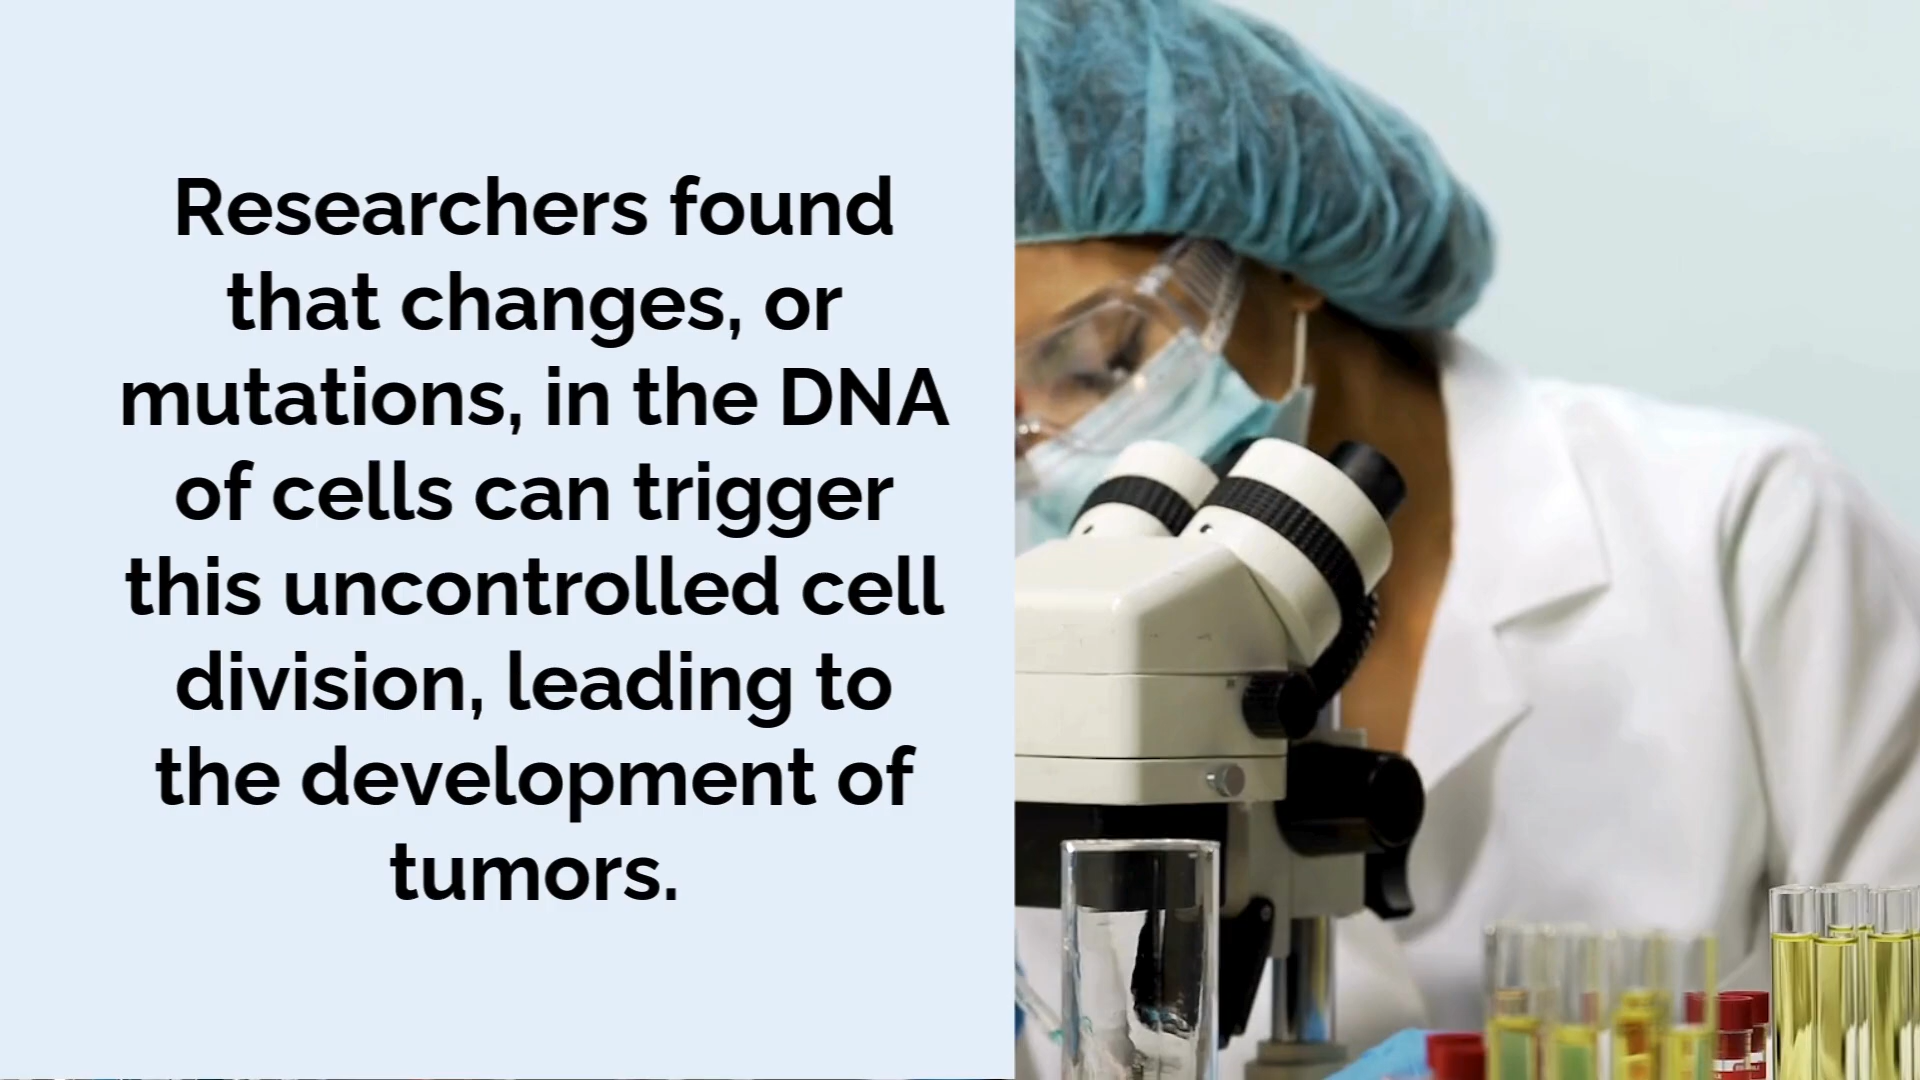 Researchers found
that changes, or
mutations, in the DNA
of cells can trigger
this uncontrolled cell
division, leading to
the development of
tumors.